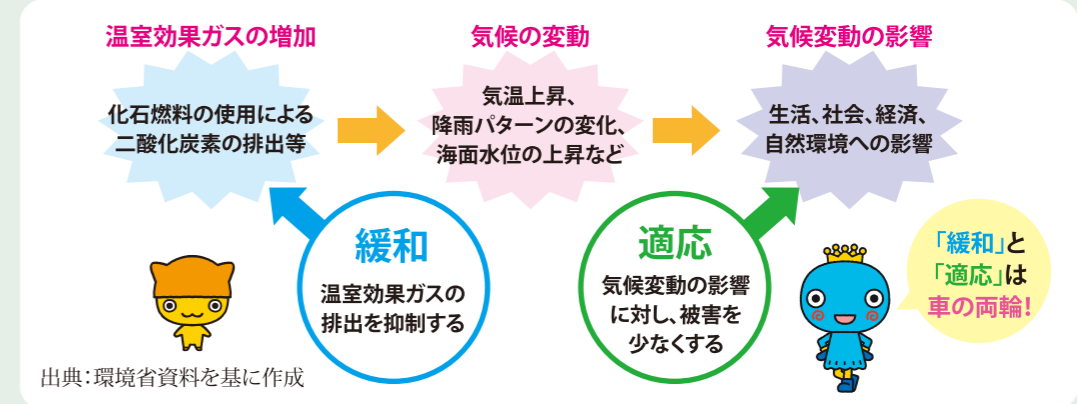 温室効果ガスの増加
化石燃料の使用による
二酸化炭素の排出等
気候の変動
気温上昇、
降雨パターンの変化、
海面水位の上昇など
気候変動の影響
生活、社会、経済、
自然環境への影響
緩和
温室効果ガスの
排出を抑制する
適応
気候変動の影響
に対し、被害を
少なくする
「緩和」と
「適応」は
車の両輪!
出典:環境省資料を基に作成